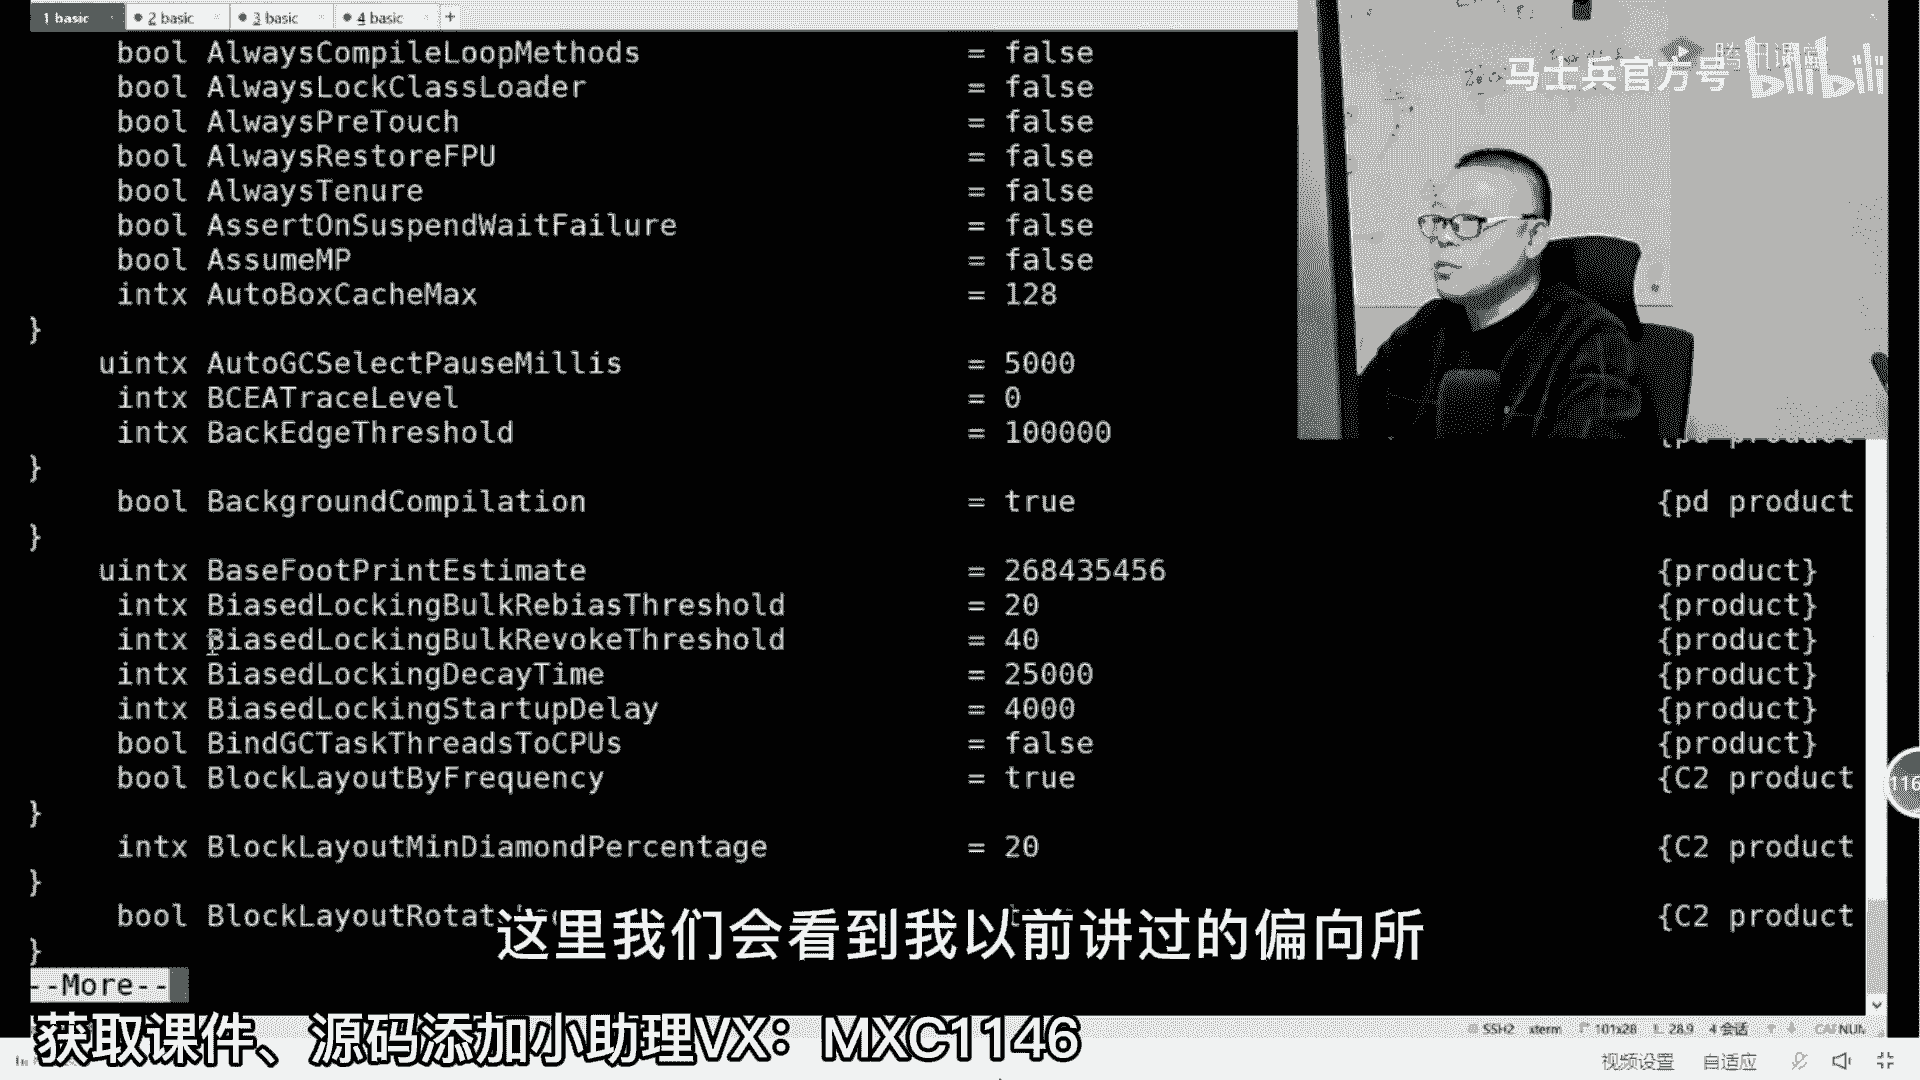 1 basic 2 basic 3 basic 4 basic +
bool AlwaysCompileLoopMethods = false
bool AlwaysLockClassLoader = false
bool AlwaysPreTouch = false
bool AlwaysRestoreFPU = false
bool AlwaysTenure = false
bool AssertOnSuspendWaitFailure = false
bool AssumeMP = false
intx AutoBoxCacheMax = 128
}
uintx AutoGCSelectPauseMillis = 5000
intx BCEATraceLevel = 0
intx BackEdgeThreshold = 100000 {pd product
}
bool BackgroundCompilation = true {pd product
}
uintx BaseFootPrintEstimate = 268435456 {product}
intx BiasedLockingBulkRebiasThreshold = 20 {product}
intx BiasedLockingBulkRevokeThreshold = 40 {product}
intx BiasedLockingDecayTime = 25000 {product}
intx BiasedLockingStartupDelay = 4000 {product}
bool BindGCTaskThreadsToCPUs = false {product}
bool BlockLayoutByFrequency = true {C2 product
}
intx BlockLayoutMinDiamondPercentage = 20 {C2 product
}
bool BlockLayoutRotat {C2 product
}
--More--
腾讯课堂
马士兵官方号 bilibili
116
这里我们会看到我以前讲过的偏向所
获取课件、源码添加小助理VX：MXC1146
SSH2 xterm 101x28 28,9 4 会话 CAP NUM
视频设置 自适应